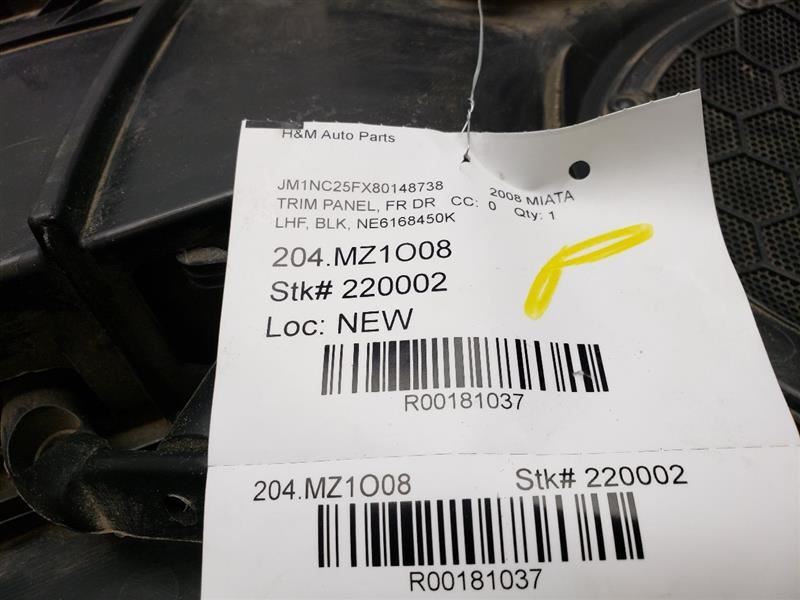 H&M Auto Parts
JM1NC25FX80148738 2008 MIATA
TRIM PANEL, FR DR CC: 0 Qty: 1
LHF, BLK, NE6168450K
204.MZ1O08
Stk# 220002
Loc: NEW
R00181037
204.MZ1O08 Stk# 220002
R00181037